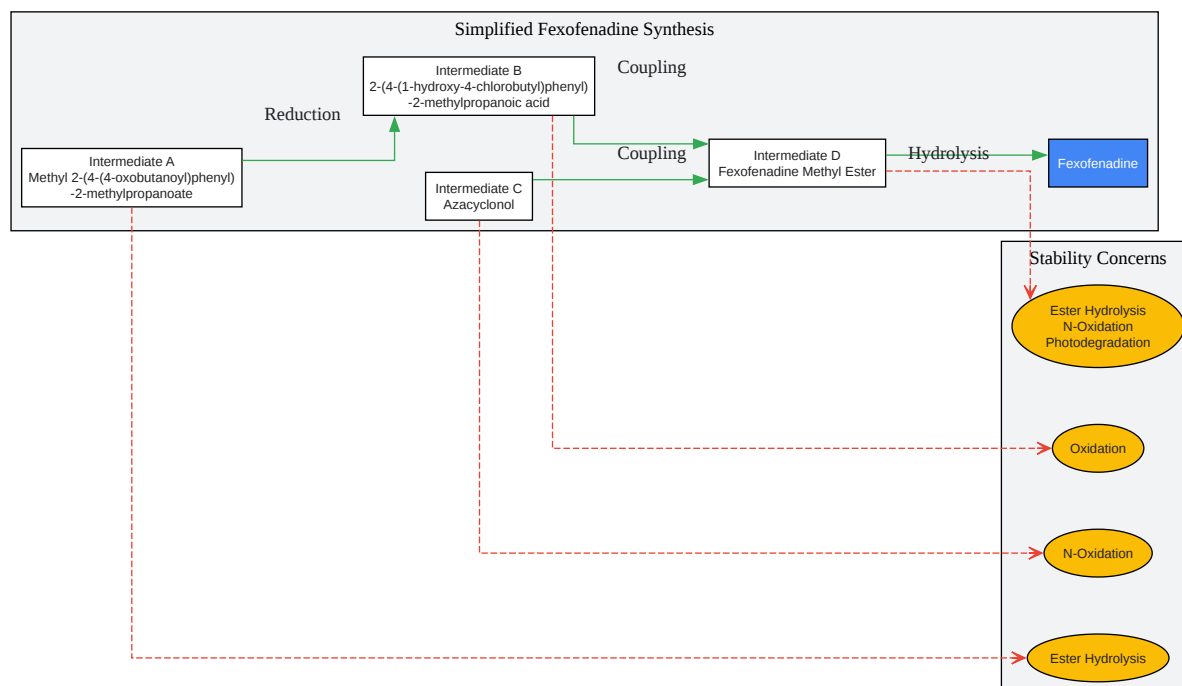 Simplified Fexofenadine Synthesis
Intermediate B
2-(4-(1-hydroxy-4-chlorobutyl)phenyl)
-2-methylpropanoic acid
Coupling
Reduction
Intermediate A
Methyl 2-(4-(4-oxobutanoyl)phenyl)
-2-methylpropanoate
Coupling
Intermediate C
Azacyclonol
Intermediate D
Fexofenadine Methyl Ester
Hydrolysis
Fexofenadine
Stability Concerns
Ester Hydrolysis
N-Oxidation
Photodegradation
Oxidation
N-Oxidation
Ester Hydrolysis